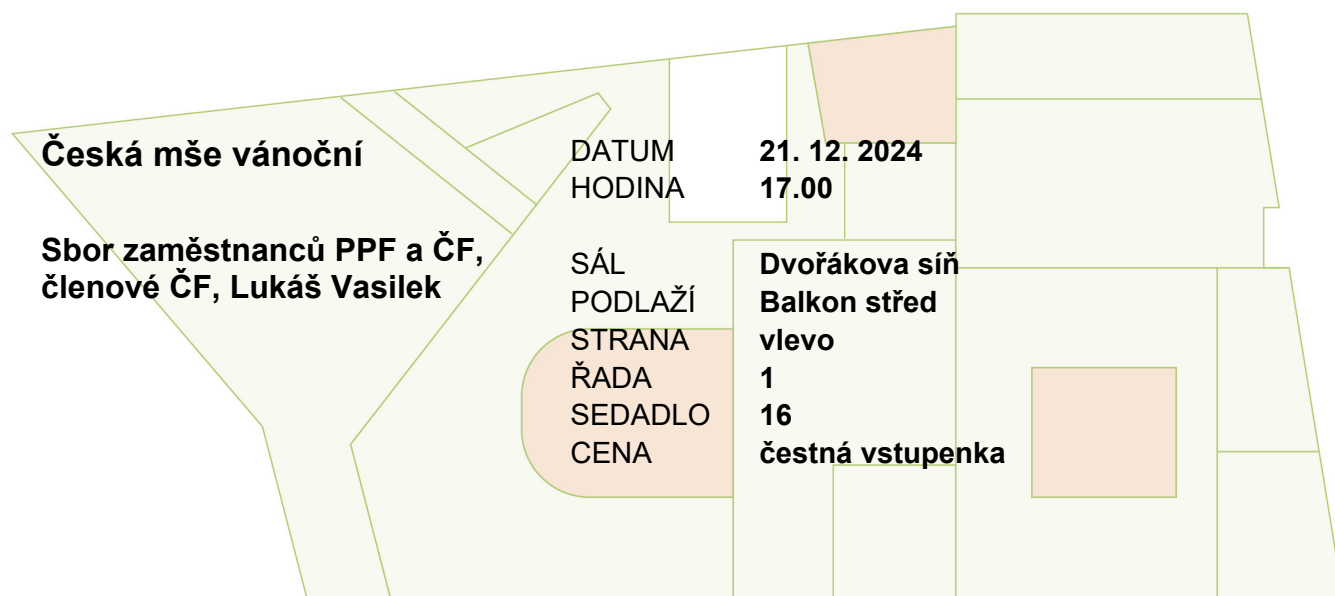 Česká mše vánoční
Sbor zaměstnanců PPF a ČF,
členové ČF, Lukáš Vasilek
DATUM 21. 12. 2024
HODINA 17.00
SÁL Dvořákova síň
PODLAŽÍ Balkon střed
STRANA vlevo
ŘADA 1
SEDADLO 16
CENA čestná vstupenka